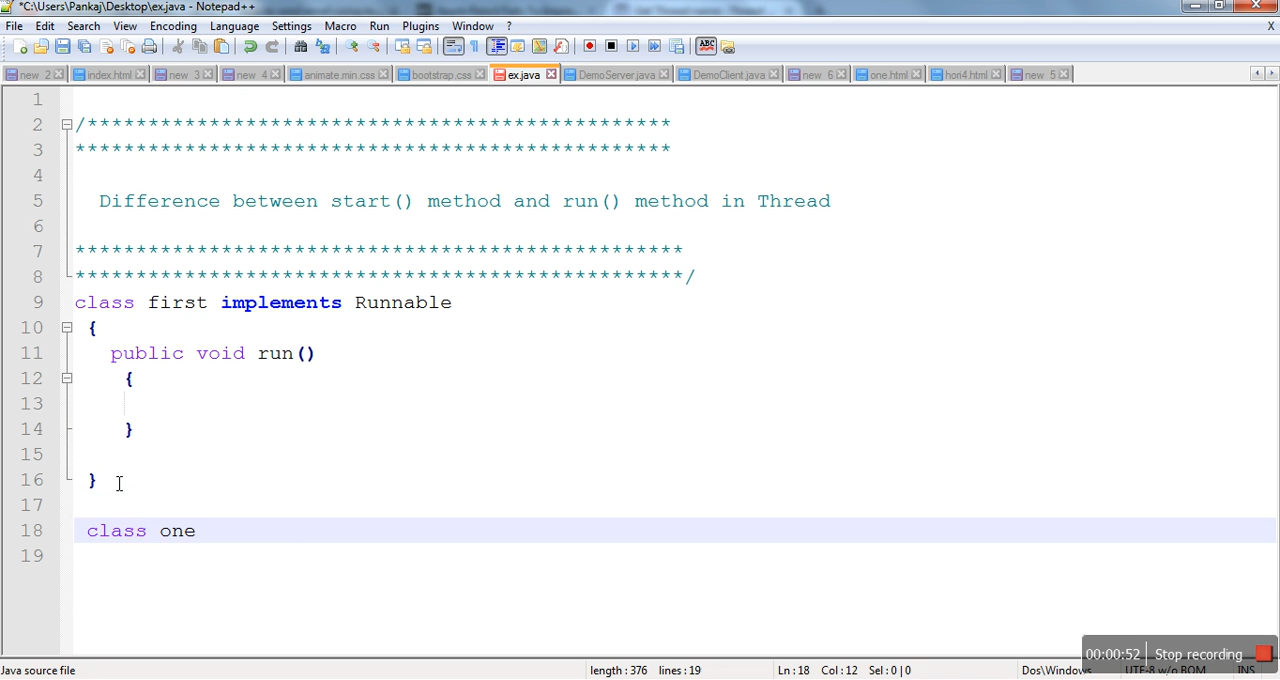 *C:\Users\Pankaj\Desktop\ex.java - Notepad++
File Edit Search View Encoding Language Settings Macro Run Plugins Window ? X
new 2 index.html new 3 new 4 animate.min.css bootstrap.css ex.java DemoServer.java DemoClient.java new 6 one.html hori4.html new 5
1
2 /************************************************
3 *************************************************
4
5 Difference between start() method and run() method in Thread
6
7 **************************************************
8 **************************************************/
9 class first implements Runnable
10 {
11 public void run()
12 {
13
14 }
15
16 }
17
18 class one
19
00:00:52 Stop recording
Java source file length : 376 lines : 19 Ln : 18 Col : 12 Sel : 0 | 0 Dos\Windows UTF-8 w/o BOM INS